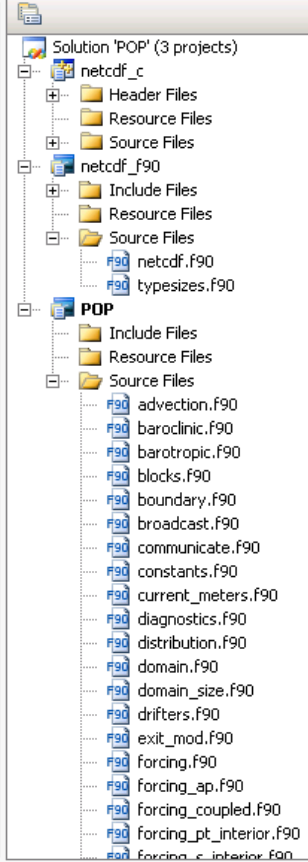 Solution 'POP' (3 projects)
netcdf_c
Header Files
Resource Files
Source Files
netcdf_f90
Include Files
Resource Files
Source Files
netcdf.f90
typesizes.f90
POP
Include Files
Resource Files
Source Files
advection.f90
baroclinic.f90
barotropic.f90
blocks.f90
boundary.f90
broadcast.f90
communicate.f90
constants.f90
current_meters.f90
diagnostics.f90
distribution.f90
domain.f90
domain_size.f90
drifters.f90
exit_mod.f90
forcing.f90
forcing_ap.f90
forcing_coupled.f90
forcing_pt_interior.f90
forcing_s_interior.f90